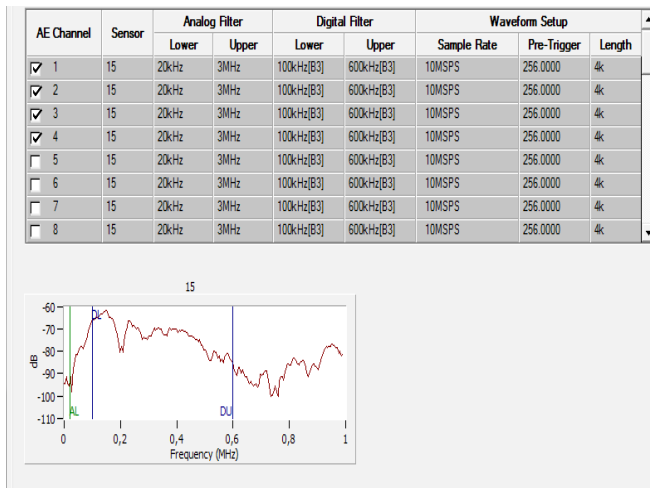 AE Channel Sensor Analog Filter Digital Filter Waveform Setup
Lower Upper Lower Upper Sample Rate Pre-Trigger Length
1 15 20kHz 3MHz 100kHz[B3] 600kHz[B3] 10MSPS 256.0000 4k
2 15 20kHz 3MHz 100kHz[B3] 600kHz[B3] 10MSPS 256.0000 4k
3 15 20kHz 3MHz 100kHz[B3] 600kHz[B3] 10MSPS 256.0000 4k
4 15 20kHz 3MHz 100kHz[B3] 600kHz[B3] 10MSPS 256.0000 4k
5 15 20kHz 3MHz 100kHz[B3] 600kHz[B3] 10MSPS 256.0000 4k
6 15 20kHz 3MHz 100kHz[B3] 600kHz[B3] 10MSPS 256.0000 4k
7 15 20kHz 3MHz 100kHz[B3] 600kHz[B3] 10MSPS 256.0000 4k
8 15 20kHz 3MHz 100kHz[B3] 600kHz[B3] 10MSPS 256.0000 4k
15
-60
DL
-70
-80
dB
-90
-100
AL DU
-110
0 0,2 0,4 0,6 0,8 1
Frequency (MHz)